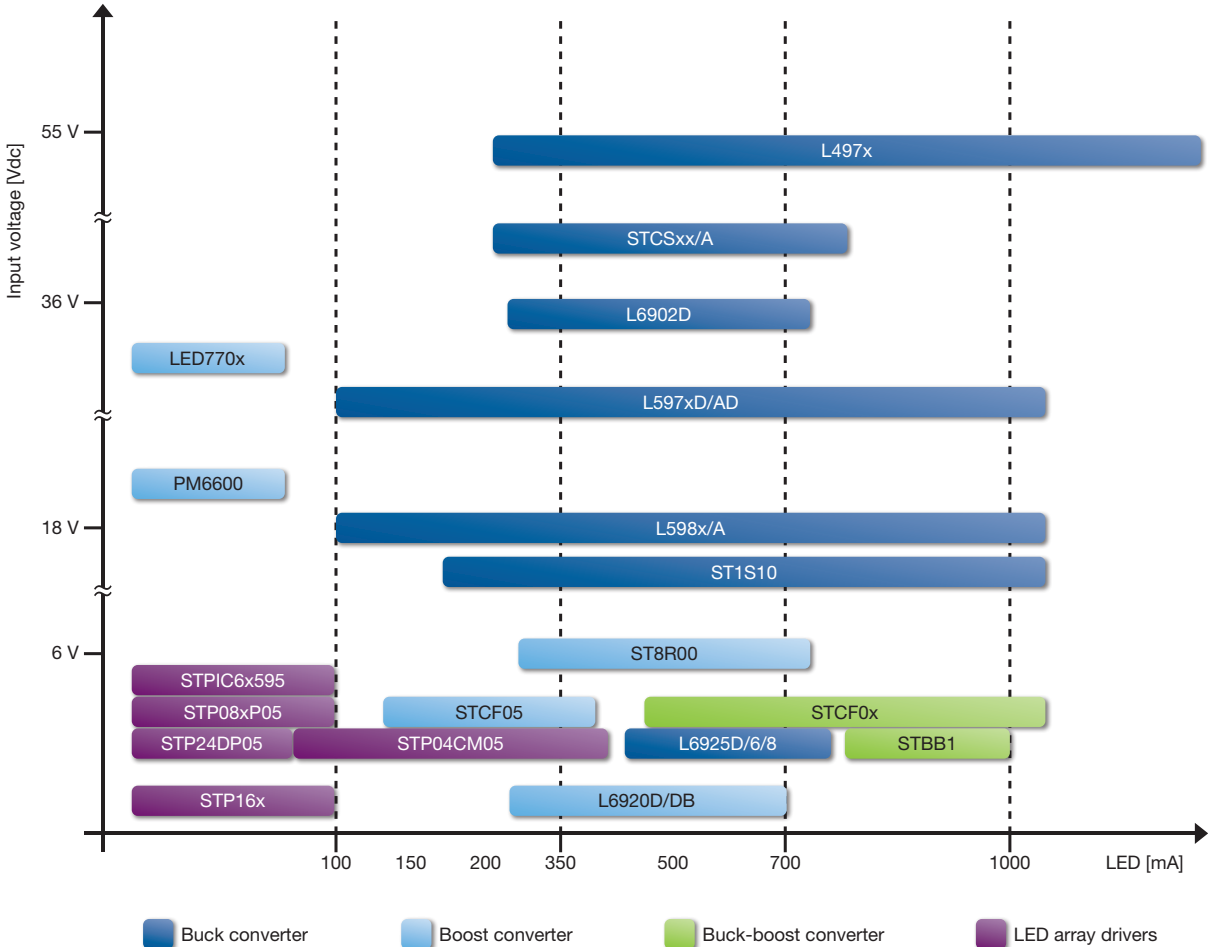 Input voltage [Vdc]
55 V
L497x
STCSxx/A
36 V
L6902D
LED770x
L597xD/AD
PM6600
18 V
L598x/A
ST1S10
6 V
ST8R00
STPIC6x595
STP08xP05
STCF05
STCF0x
STP24DP05
STP04CM05
L6925D/6/8
STBB1
STP16x
L6920D/DB
100 150 200 350 500 700 1000 LED [mA]
Buck converter
Boost converter
Buck-boost converter
LED array drivers